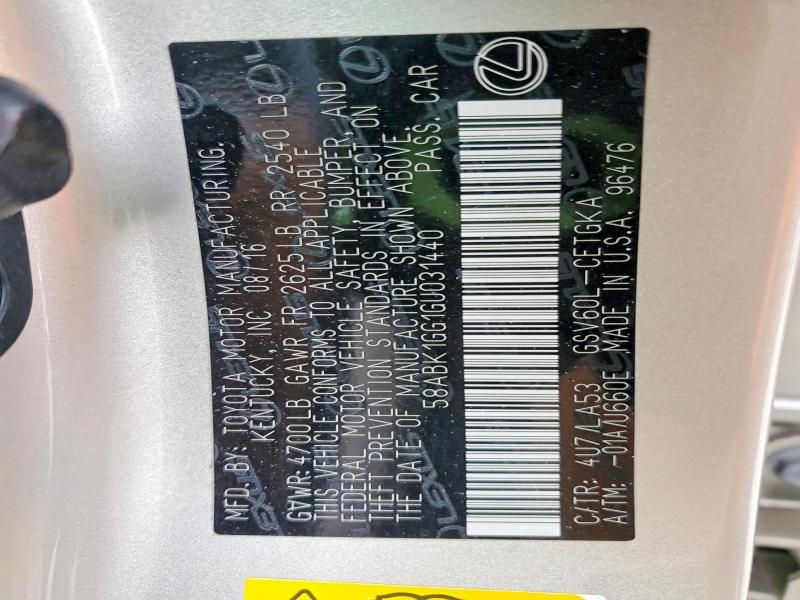 MFD. BY: TOYOTA MOTOR MANUFACTURING,
KENTUCKY, INC. 08/16
GVWR: 4700LB GAWR FR 2625LB RR 2540 LB
THIS VEHICLE CONFORMS TO ALL APPLICABLE
FEDERAL MOTOR VEHICLE SAFETY, BUMPER, AND
THEFT PREVENTION STANDARDS IN EFFECT ON
THE DATE OF MANUFACTURE SHOWN ABOVE.
58ABK1GG1GU031440 PASS. CAR
C/TR: 4U7/LA53 GSV60L-CETGKA
A/TM: -01A/U660E MADE IN U.S.A. 96476